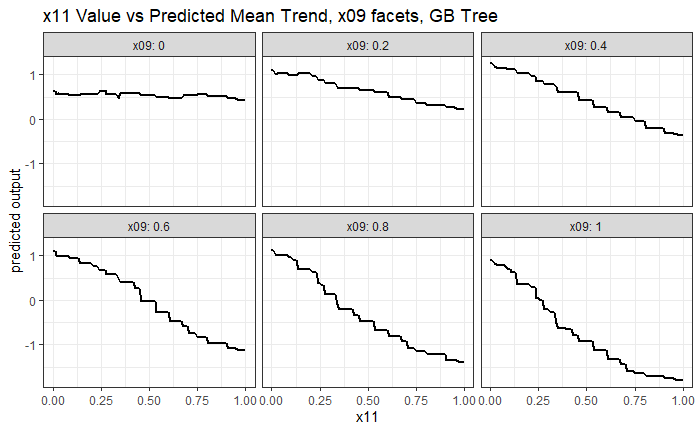 x11 Value vs Predicted Mean Trend, x09 facets, GB Tree
x09: 0 x09: 0.2 x09: 0.4
1
0
-1
x09: 0.6 x09: 0.8 x09: 1
1
0
-1
predicted output
0.00 0.25 0.50 0.75 1.00 0.00 0.25 0.50 0.75 1.00 0.00 0.25 0.50 0.75 1.00
x11